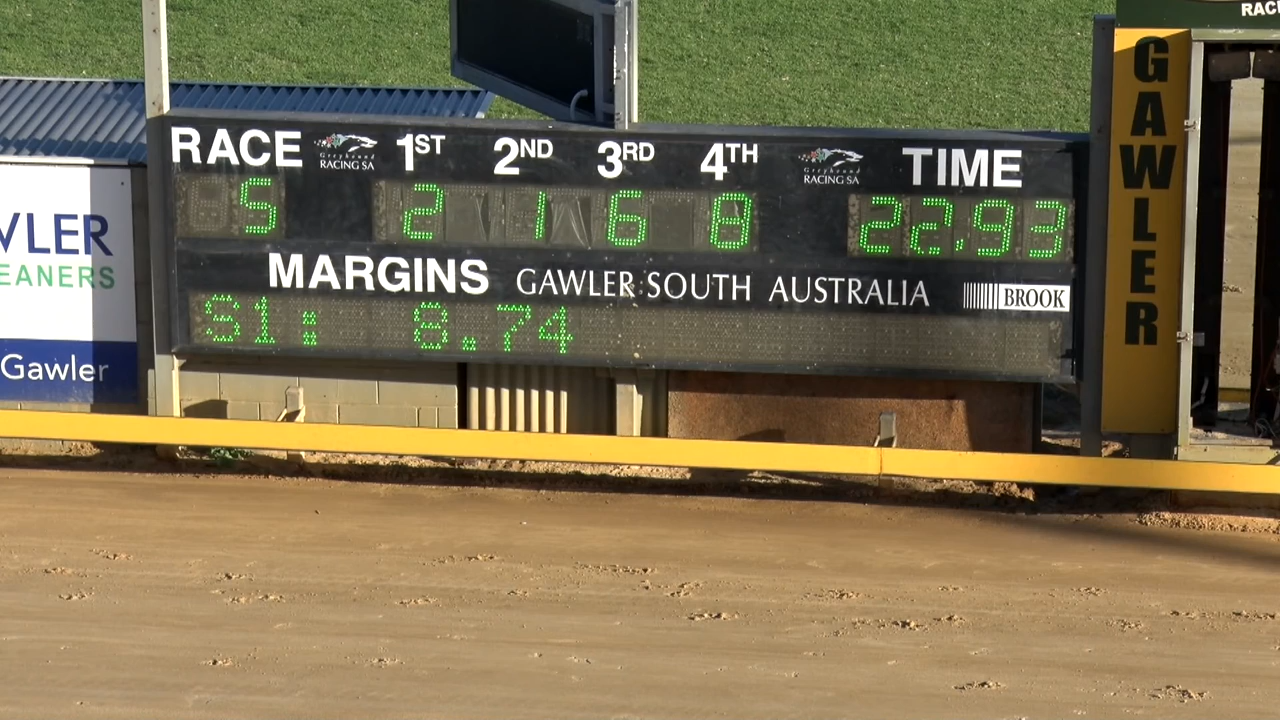 RAC
GAWLER
RACE Greyhound RACING SA 1ST 2ND 3RD 4TH Greyhound RACING SA TIME
5 2 1 6 8 22.93
MARGINS GAWLER SOUTH AUSTRALIA BROOK
S1: 8.74
WLER
EANERS
Gawler